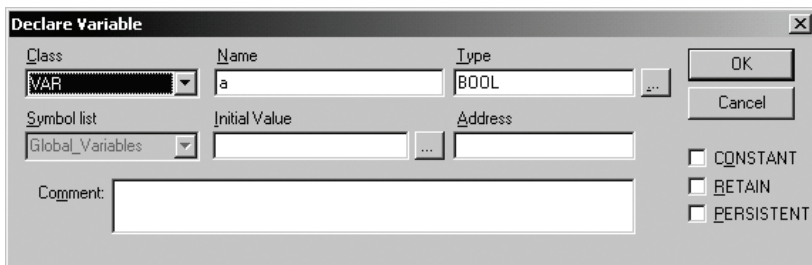 Declare Variable
Class Name Type
VAR a BOOL ... OK
Symbol list Initial Value Address Cancel
Global_Variables ...
CONSTANT
Comment: RETAIN
PERSISTENT